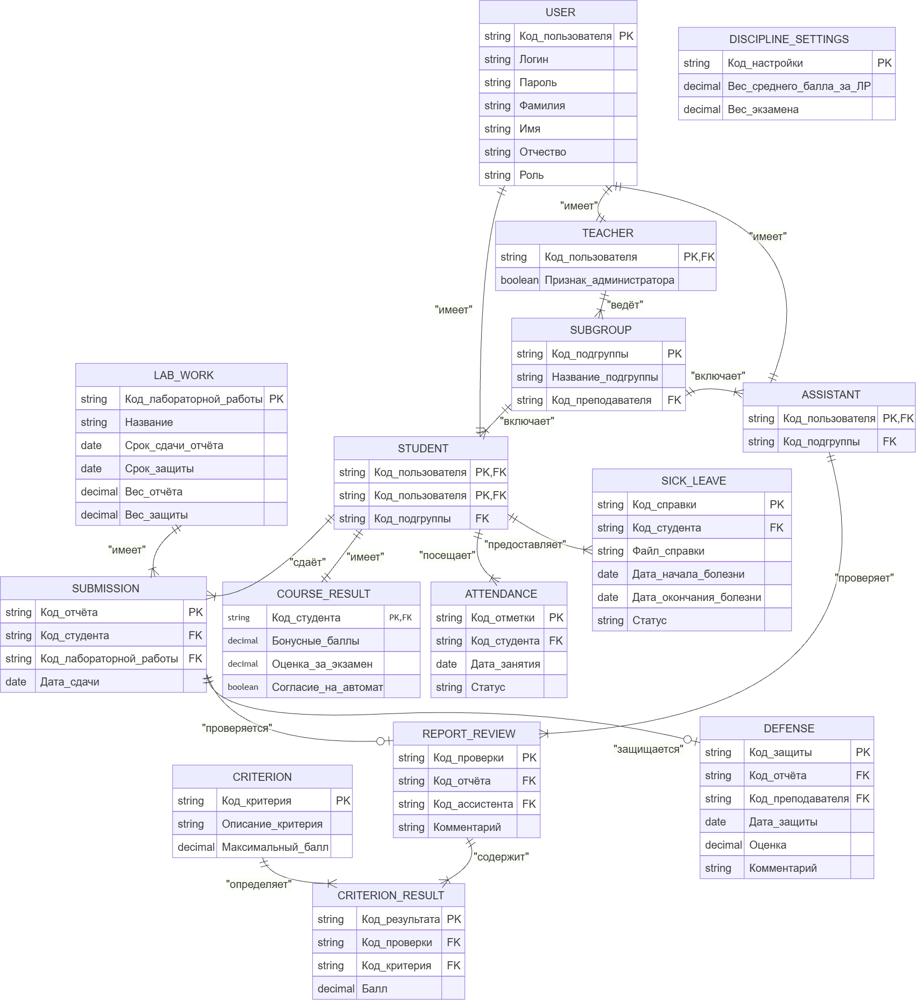 USER
string Код_пользователя PK
string Логин
string Пароль
string Фамилия
string Имя
string Отчество
string Роль
DISCIPLINE_SETTINGS
string Код_настройки PK
decimal Вес_среднего_балла_за_ЛР
decimal Вес_экзамена
"имеет"
"имеет"
"имеет"
TEACHER
string Код_пользователя PK,FK
boolean Признак_администратора
"ведёт"
SUBGROUP
string Код_подгруппы PK
string Название_подгруппы
string Код_преподавателя FK
"включает"
"включает"
ASSISTANT
string Код_пользователя PK,FK
string Код_подгруппы FK
LAB_WORK
string Код_лабораторной_работы PK
string Название
date Срок_сдачи_отчёта
date Срок_защиты
decimal Вес_отчёта
decimal Вес_защиты
STUDENT
string Код_пользователя PK,FK
string Код_пользователя PK,FK
string Код_подгруппы FK
SICK_LEAVE
string Код_справки PK
string Код_студента FK
string Файл_справки
date Дата_начала_болезни
date Дата_окончания_болезни
string Статус
"имеет"
"сдаёт"
"имеет"
"посещает"
"предоставляет"
"проверяет"
SUBMISSION
string Код_отчёта PK
string Код_студента FK
string Код_лабораторной_работы FK
date Дата_сдачи
COURSE_RESULT
string Код_студента PK,FK
decimal Бонусные_баллы
decimal Оценка_за_экзамен
boolean Согласие_на_автомат
ATTENDANCE
string Код_отметки PK
string Код_студента FK
date Дата_занятия
string Статус
"проверяется"
"защищается"
REPORT_REVIEW
string Код_проверки PK
string Код_отчёта FK
string Код_ассистента FK
string Комментарий
DEFENSE
string Код_защиты PK
string Код_отчёта FK
string Код_преподавателя FK
date Дата_защиты
decimal Оценка
string Комментарий
CRITERION
string Код_критерия PK
string Описание_критерия
decimal Максимальный_балл
"содержит"
"определяет"
CRITERION_RESULT
string Код_результата PK
string Код_проверки FK
string Код_критерия FK
decimal Балл